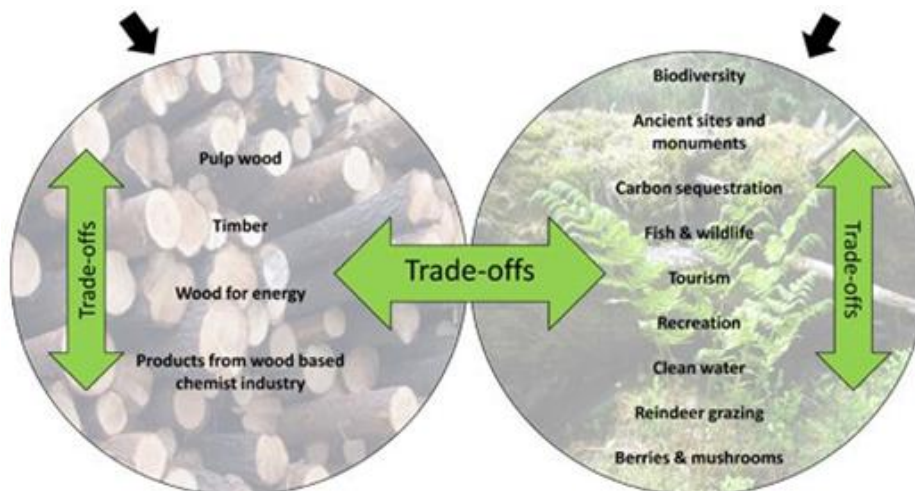 Pulp wood
Timber
Wood for energy
Products from wood based
chemist industry
Trade-offs
Trade-offs
Biodiversity
Ancient sites and
monuments
Carbon sequestration
Fish & wildlife
Tourism
Recreation
Clean water
Reindeer grazing
Berries & mushrooms
Trade-offs